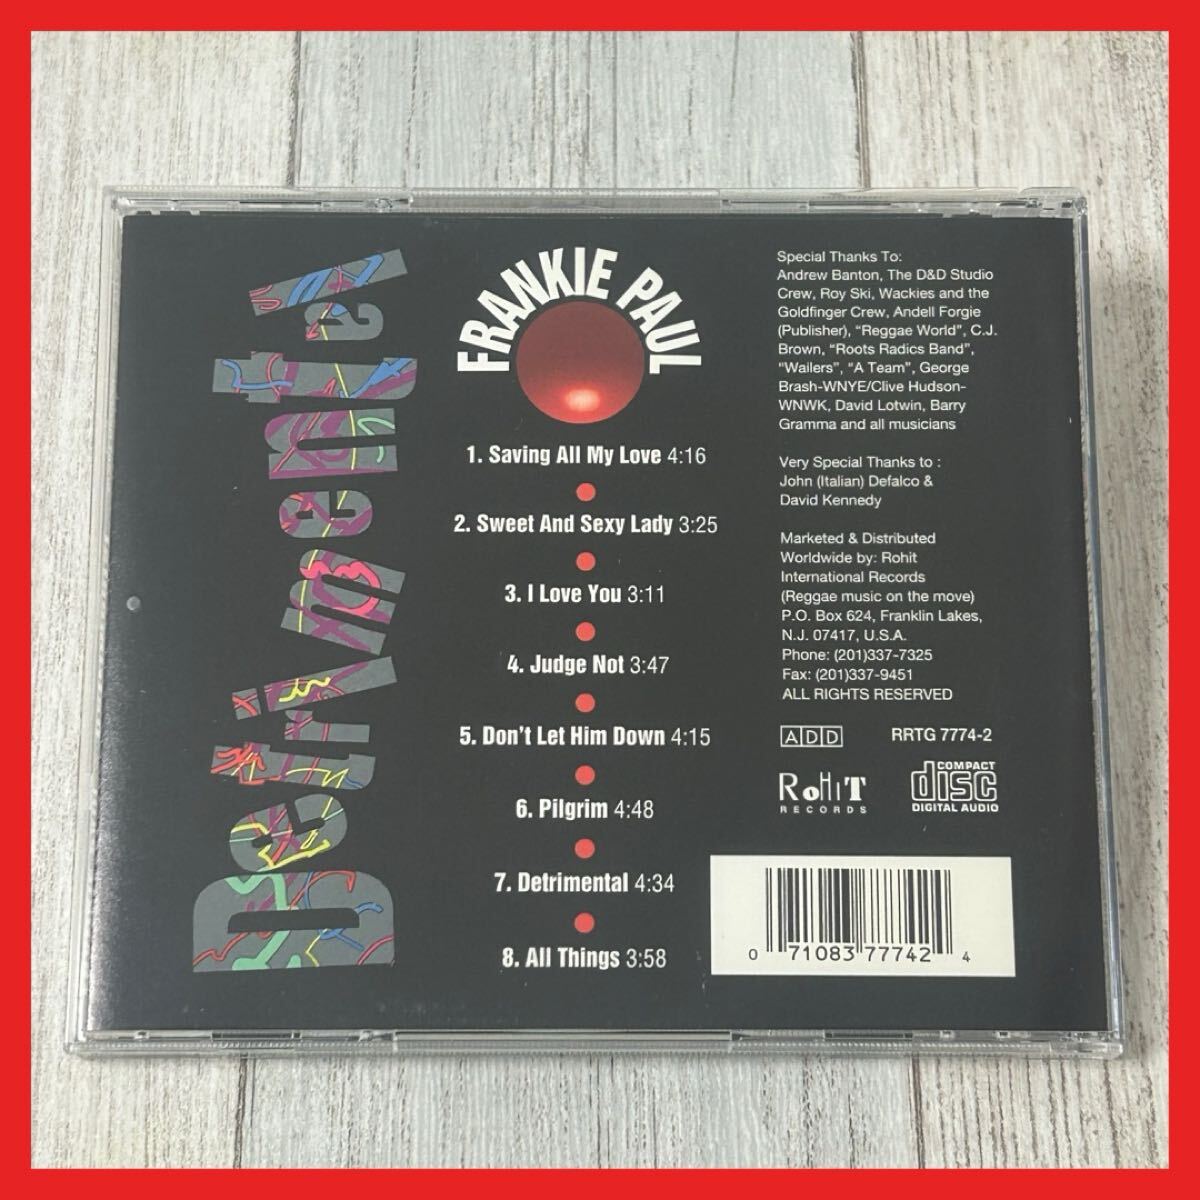 Detrimental
FRANKIE PAUL
1. Saving All My Love 4:16
2. Sweet And Sexy Lady 3:25
3. I Love You 3:11
4. Judge Not 3:47
5. Don't Let Him Down 4:15
6. Pilgrim 4:48
7. Detrimental 4:34
8. All Things 3:58
Special Thanks To:
Andrew Banton, The D&D Studio
Crew, Roy Ski, Wackies and the
Goldfinger Crew, Andell Forgie
(Publisher), “Reggae World”, C.J.
Brown, “Roots Radics Band”,
"Wailers", "A Team", George
Brash-WNYE/Clive Hudson-
WNWK, David Lotwin, Barry
Gramma and all musicians
Very Special Thanks to :
John (Italian) Defalco &
David Kennedy
Marketed & Distributed
Worldwide by: Rohit
International Records
(Reggae music on the move)
P.O. Box 624, Franklin Lakes,
N.J. 07417, U.S.A.
Phone: (201)337-7325
Fax: (201)337-9451
ALL RIGHTS RESERVED
ADD
RRTG 7774-2
RoHiT
RECORDS
COMPACT
disc
DIGITAL AUDIO
0 71083 77742 4